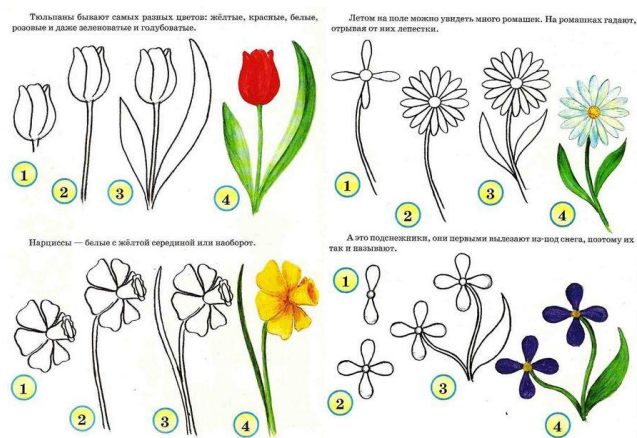 Тюльпаны бывают самых разных цветов: жёлтые, красные, белые,
розовые и даже зеленоватые и голубоватые.
1
2
3
4
Летом на поле можно увидеть много ромашек. На ромашках гадают,
отрывая от них лепестки.
1
2
3
4
Нарциссы — белые с жёлтой серединой или наоборот.
1
2
3
4
А это подснежники, они первыми вылезают из-под снега, поэтому их
так и называют.
1
2
3
4